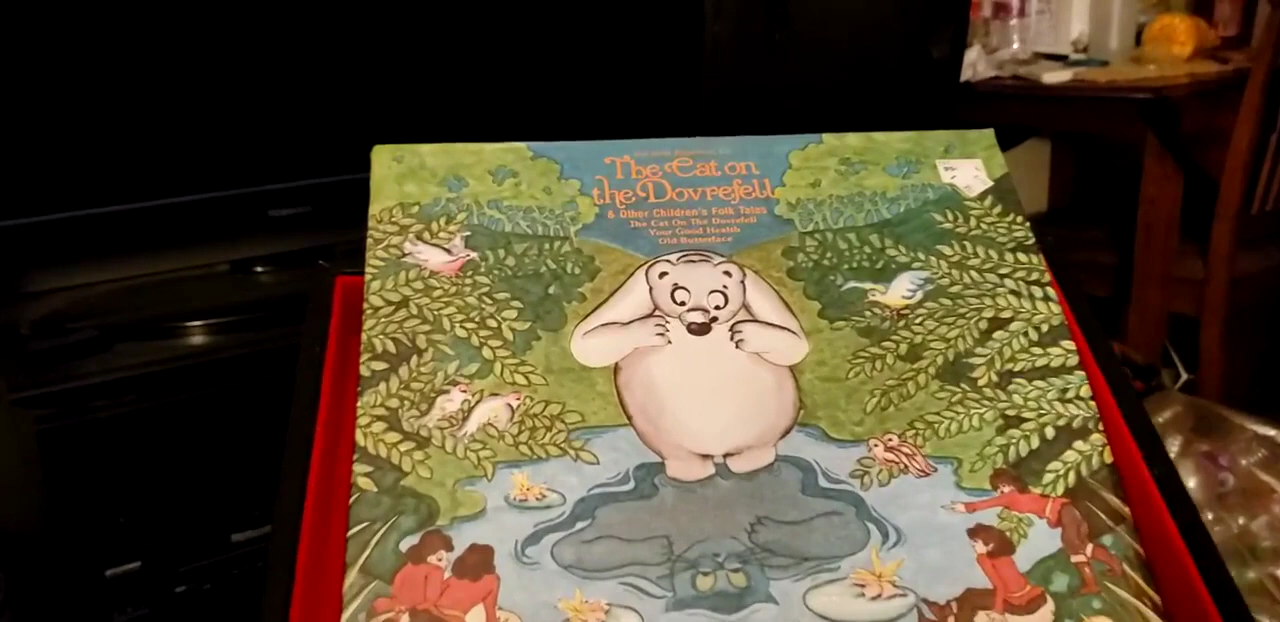 The Cat on
the Dovrefell
& Other Children's Folk Tales
The Cat On The Dovrefell
Your Good Health
Old Butterface